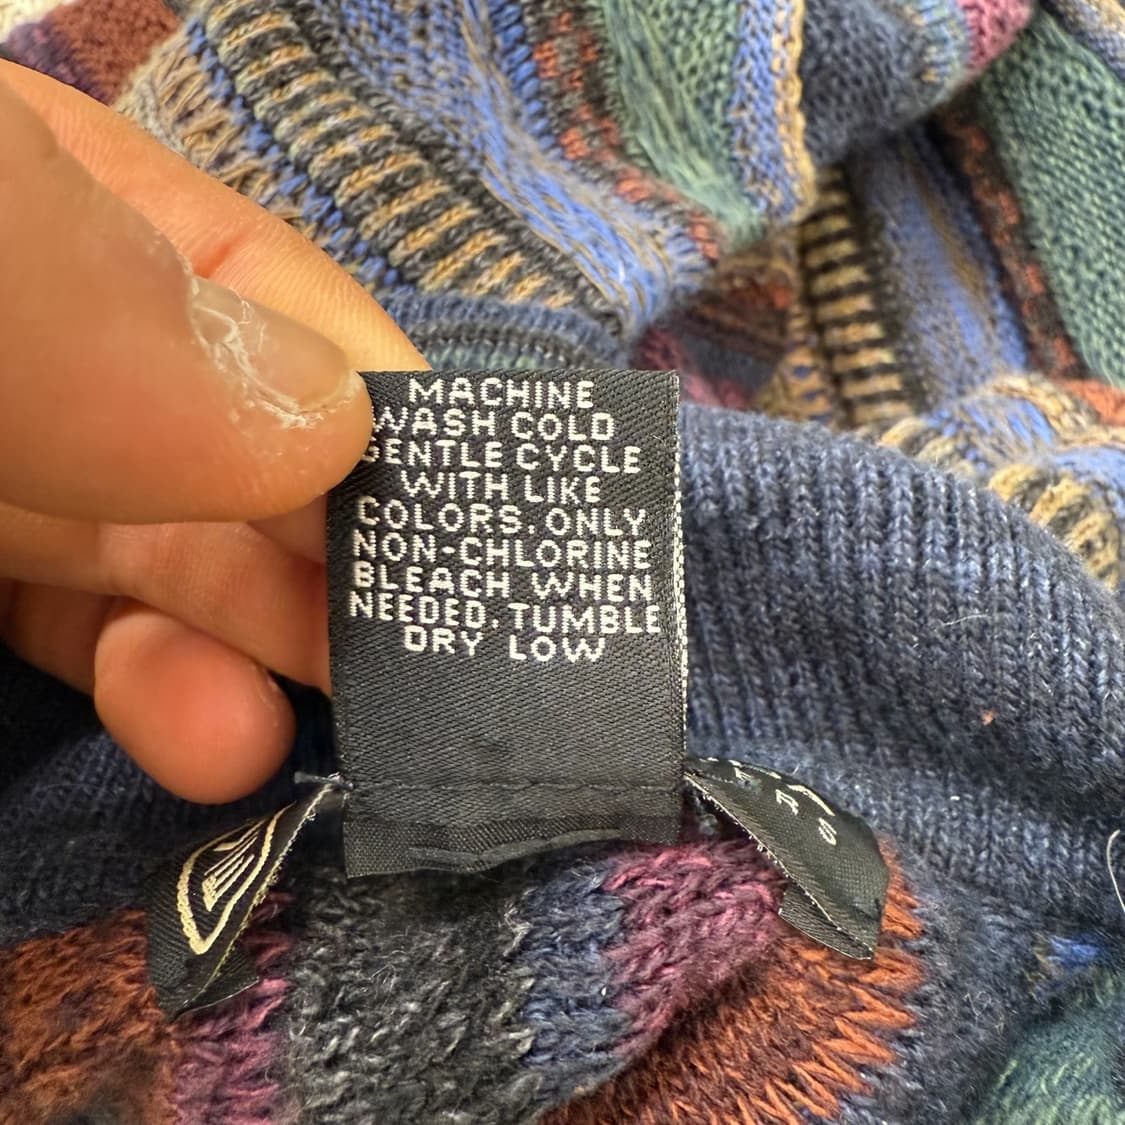 MACHINE
WASH COLD
GENTLE CYCLE
WITH LIKE
COLORS. ONLY
NON-CHLORINE
BLEACH WHEN
NEEDED. TUMBLE
DRY LOW